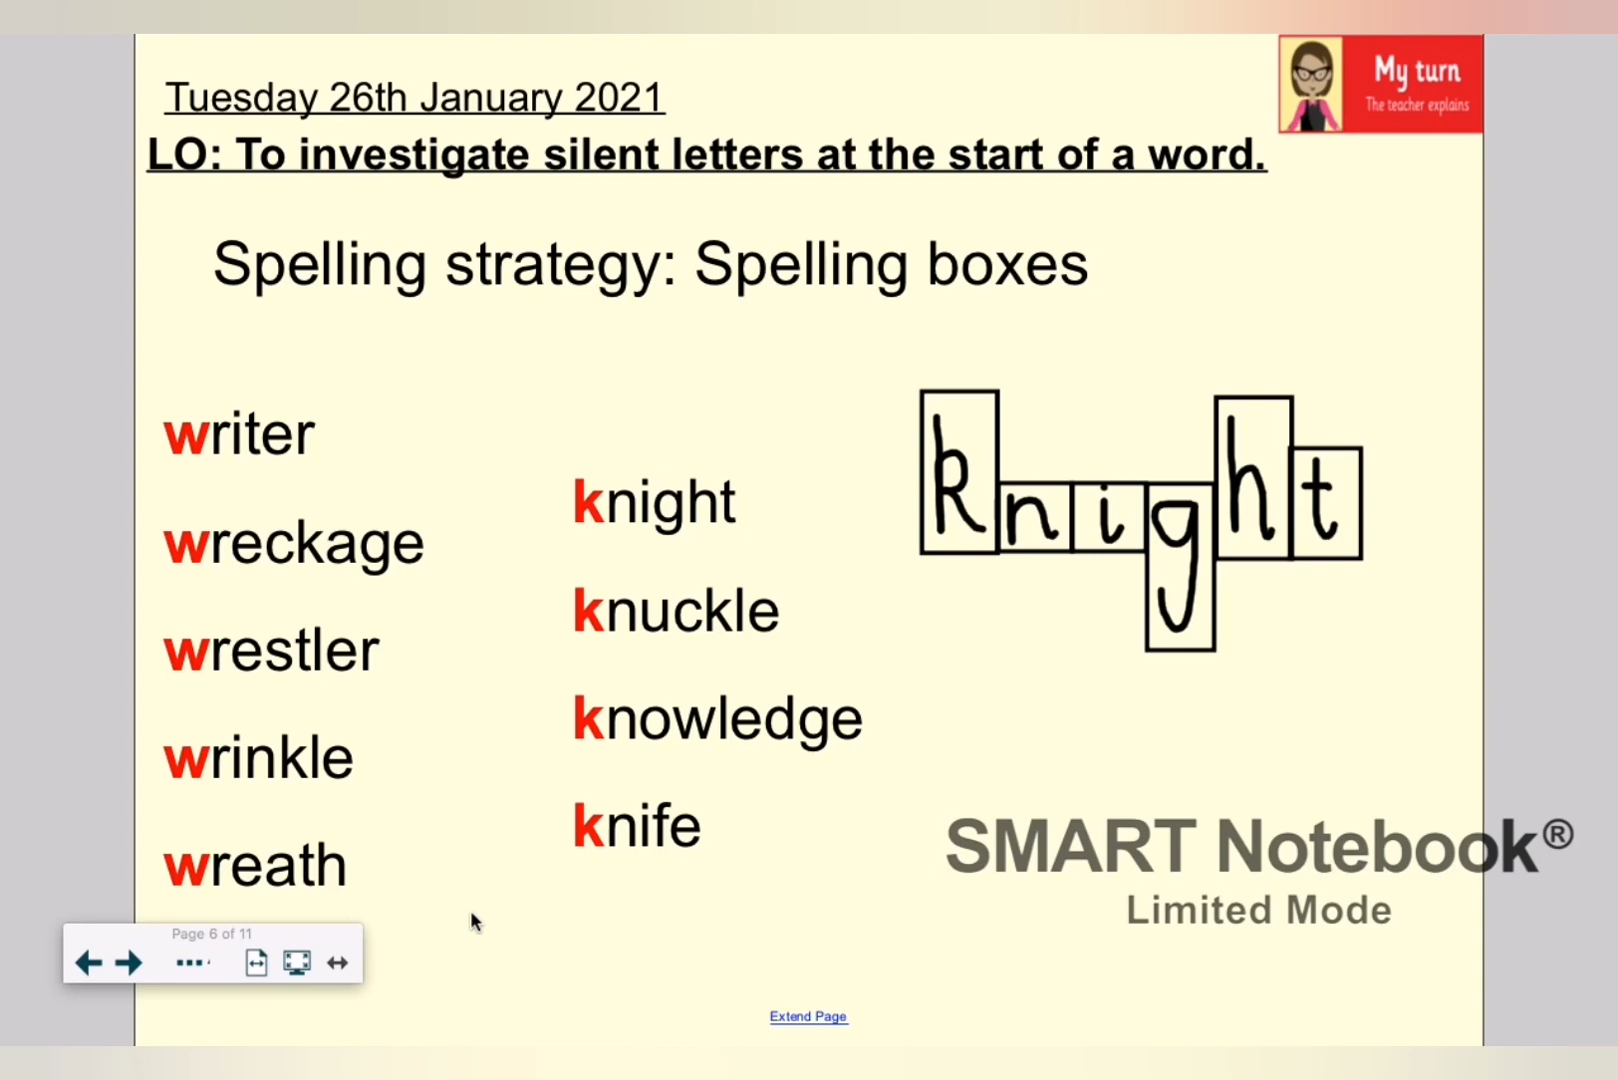 Tuesday 26th January 2021
My turn
The teacher explains
LO: To investigate silent letters at the start of a word.
Spelling strategy: Spelling boxes
writer
wreckage
wrestler
wrinkle
wreath
knight
knuckle
knowledge
knife
knight
SMART Notebook®
Limited Mode
Page 6 of 11
Extend Page